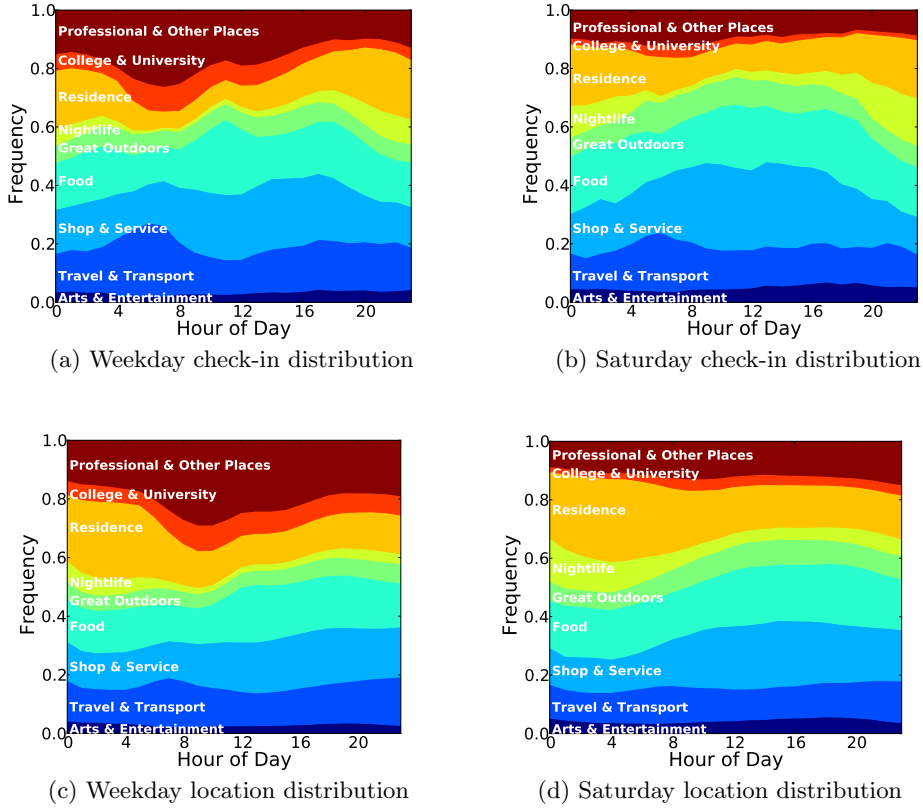 1.0
0.8
0.6
0.4
0.2
0.0
Frequency
Professional & Other Places
College & University
Residence
Nightlife
Great Outdoors
Food
Shop & Service
Travel & Transport
Arts & Entertainment
0 4 8 12 16 20
Hour of Day
(a) Weekday check-in distribution
1.0
0.8
0.6
0.4
0.2
0.0
Frequency
Professional & Other Places
College & University
Residence
Nightlife
Great Outdoors
Food
Shop & Service
Travel & Transport
Arts & Entertainment
0 4 8 12 16 20
Hour of Day
(b) Saturday check-in distribution
1.0
0.8
0.6
0.4
0.2
0.0
Frequency
Professional & Other Places
College & University
Residence
Nightlife
Great Outdoors
Food
Shop & Service
Travel & Transport
Arts & Entertainment
0 4 8 12 16 20
Hour of Day
(c) Weekday location distribution
1.0
0.8
0.6
0.4
0.2
0.0
Frequency
Professional & Other Places
College & University
Residence
Nightlife
Great Outdoors
Food
Shop & Service
Travel & Transport
Arts & Entertainment
0 4 8 12 16 20
Hour of Day
(d) Saturday location distribution